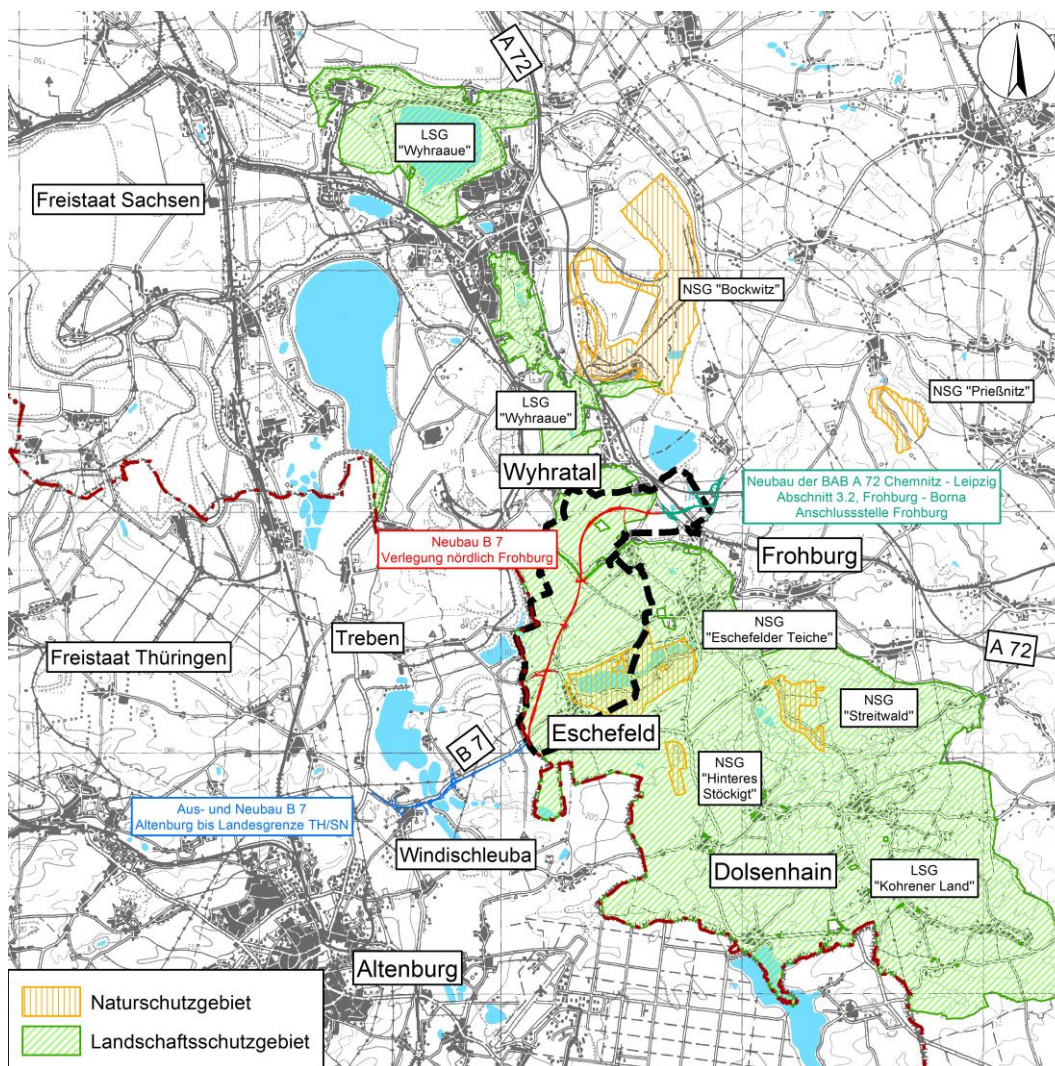 A 72
N
LSG
"Wyhraaue"
Freistaat Sachsen
NSG "Bockwitz"
NSG "Prießnitz"
LSG
"Wyhraaue"
Wyhratal
Neubau der BAB A 72 Chemnitz - Leipzig
Abschnitt 3.2, Frohburg - Borna
Anschlussstelle Frohburg
Neubau B 7
Verlegung nördlich Frohburg
Frohburg
NSG
"Eschefelder Teiche"
Treben
Freistaat Thüringen
A 72
NSG
"Streitwald"
Eschefeld
B 7
NSG
"Hinteres
Stöckigt"
Aus- und Neubau B 7
Altenburg bis Landesgrenze TH/SN
Windischleuba
Dolsenhain
LSG
"Kohrener Land"
Altenburg
Naturschutzgebiet
Landschaftsschutzgebiet